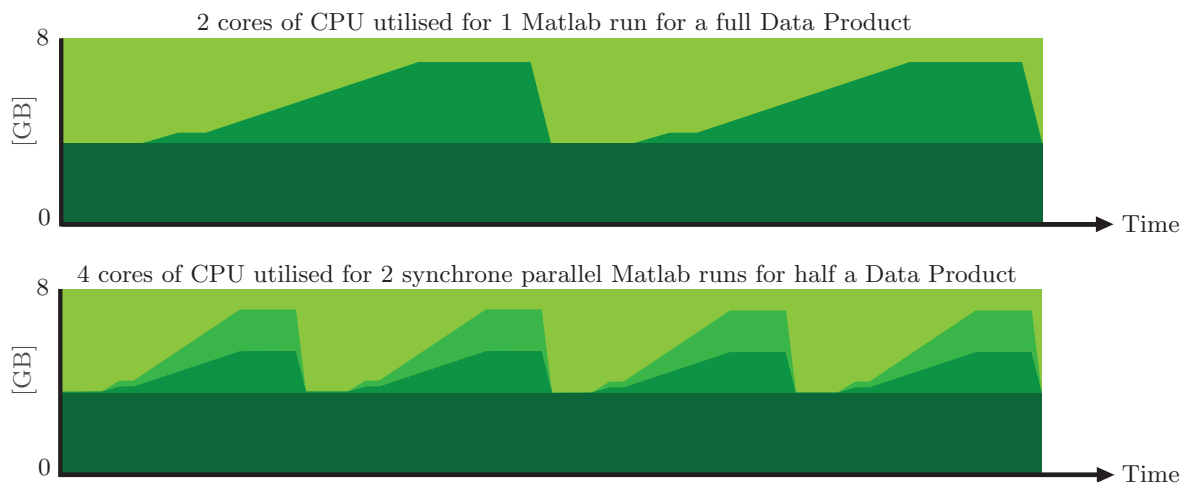 2 cores of CPU utilised for 1 Matlab run for a full Data Product
8
[GB]
0
Time
4 cores of CPU utilised for 2 synchrone parallel Matlab runs for half a Data Product
8
[GB]
0
Time